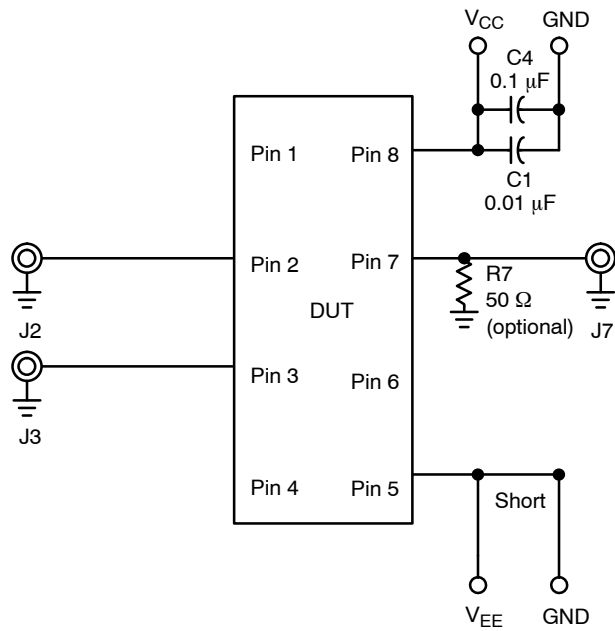 VCC GND
C4
0.1 µF
Pin 1 Pin 8
C1
0.01 µF
Pin 2 Pin 7
R7
50 Ω
(optional)
DUT
J2 J7
Pin 3 Pin 6
J3
Pin 4 Pin 5
Short
VEE GND